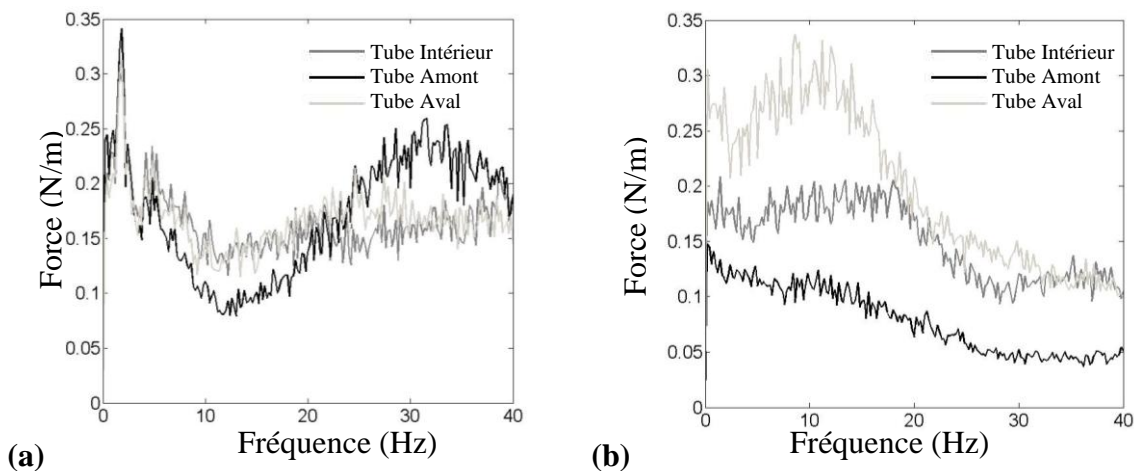 0.35
0.3
0.25
0.2
0.15
0.1
0.05
0
0 10 20 30 40
Force (N/m)
Fréquence (Hz)
Tube Intérieur
Tube Amont
Tube Aval
(a)
0.35
0.3
0.25
0.2
0.15
0.1
0.05
0
0 10 20 30 40
Force (N/m)
Fréquence (Hz)
Tube Intérieur
Tube Amont
Tube Aval
(b)